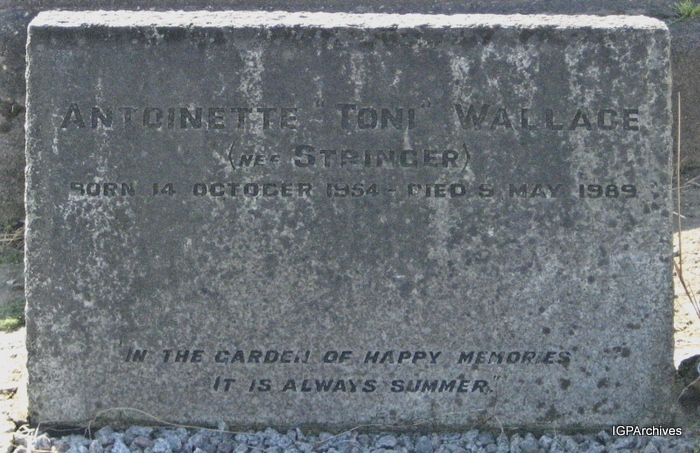 ANTOINETTE "TONI" WALLACE
(NEE STRINGER)
BORN 14 OCTOBER 1954 - DIED MAY 1989
"IN THE GARDEN OF HAPPY MEMORIES
IT IS ALWAYS SUMMER"
IGPArchives